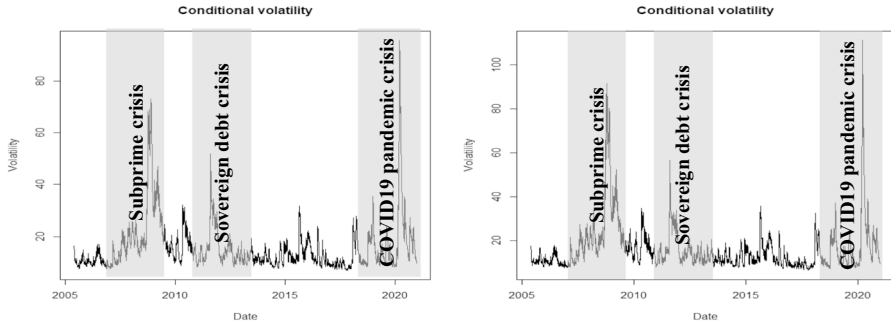 Conditional volatility
Volatility
80
60
40
20
Subprime crisis
Sovereign debt crisis
COVID19 pandemic crisis
2005
2010
2015
2020
Date
Conditional volatility
Volatility
100
80
60
40
20
Subprime crisis
Sovereign debt crisis
COVID19 pandemic crisis
2005
2010
2015
2020
Date